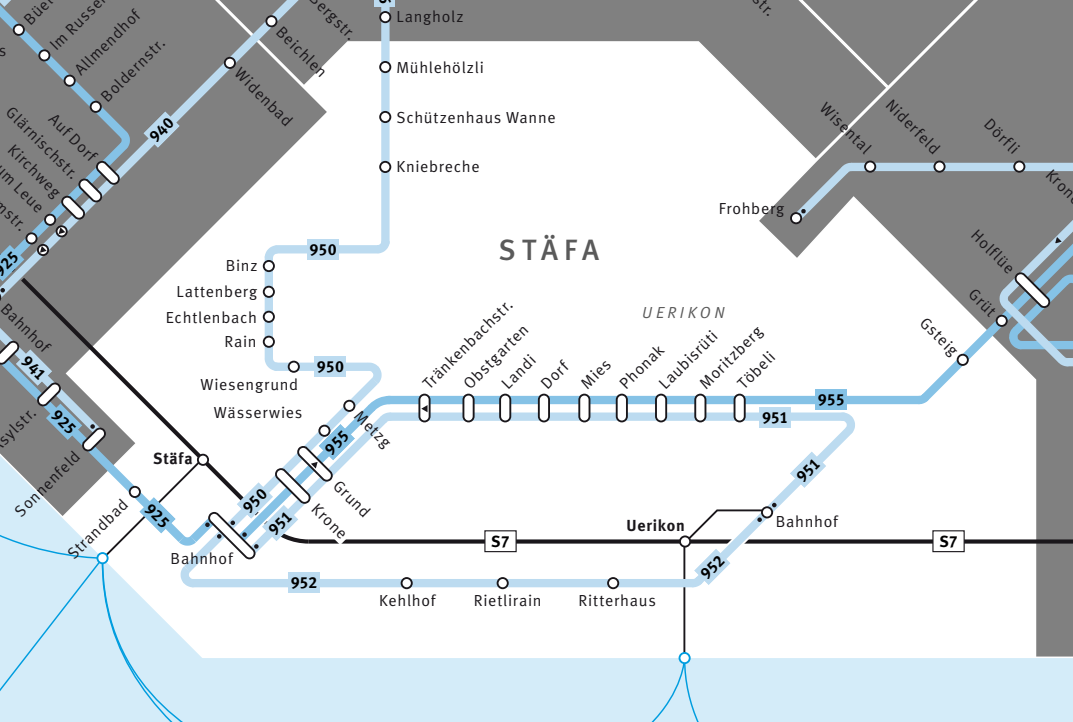 Langholz
Im Russer
Allmendhof
Beichlen
Boldernstr.
Mühlehölzli
Widenbad
Schützenhaus Wanne
940
Wisental
Niderfeld
Dörfli
Auf Dorf
Glärnischstr.
Kirchweg
Kniebreche
Frohberg
STÄFA
950
Holflüe
925
Binz
Lattenberg
Echtlenbach
Rain
Grüt
Gsteig
UERIKON
Bahnhof
941
950
Wiesengrund
Wässerwies
Metzg
Tränkenbachstr.
Obstgarten
Landi
Dorf
Mies
Phonak
Laubisrüti
Moritzberg
Töbeli
955
951
925
955
Stäfa
Sonnenfeld
951
950
Grund
Krone
951
Strandbad
925
Bahnhof
Uerikon
Bahnhof
S7
S7
952
952
Kehlhof
Rietlirain
Ritterhaus